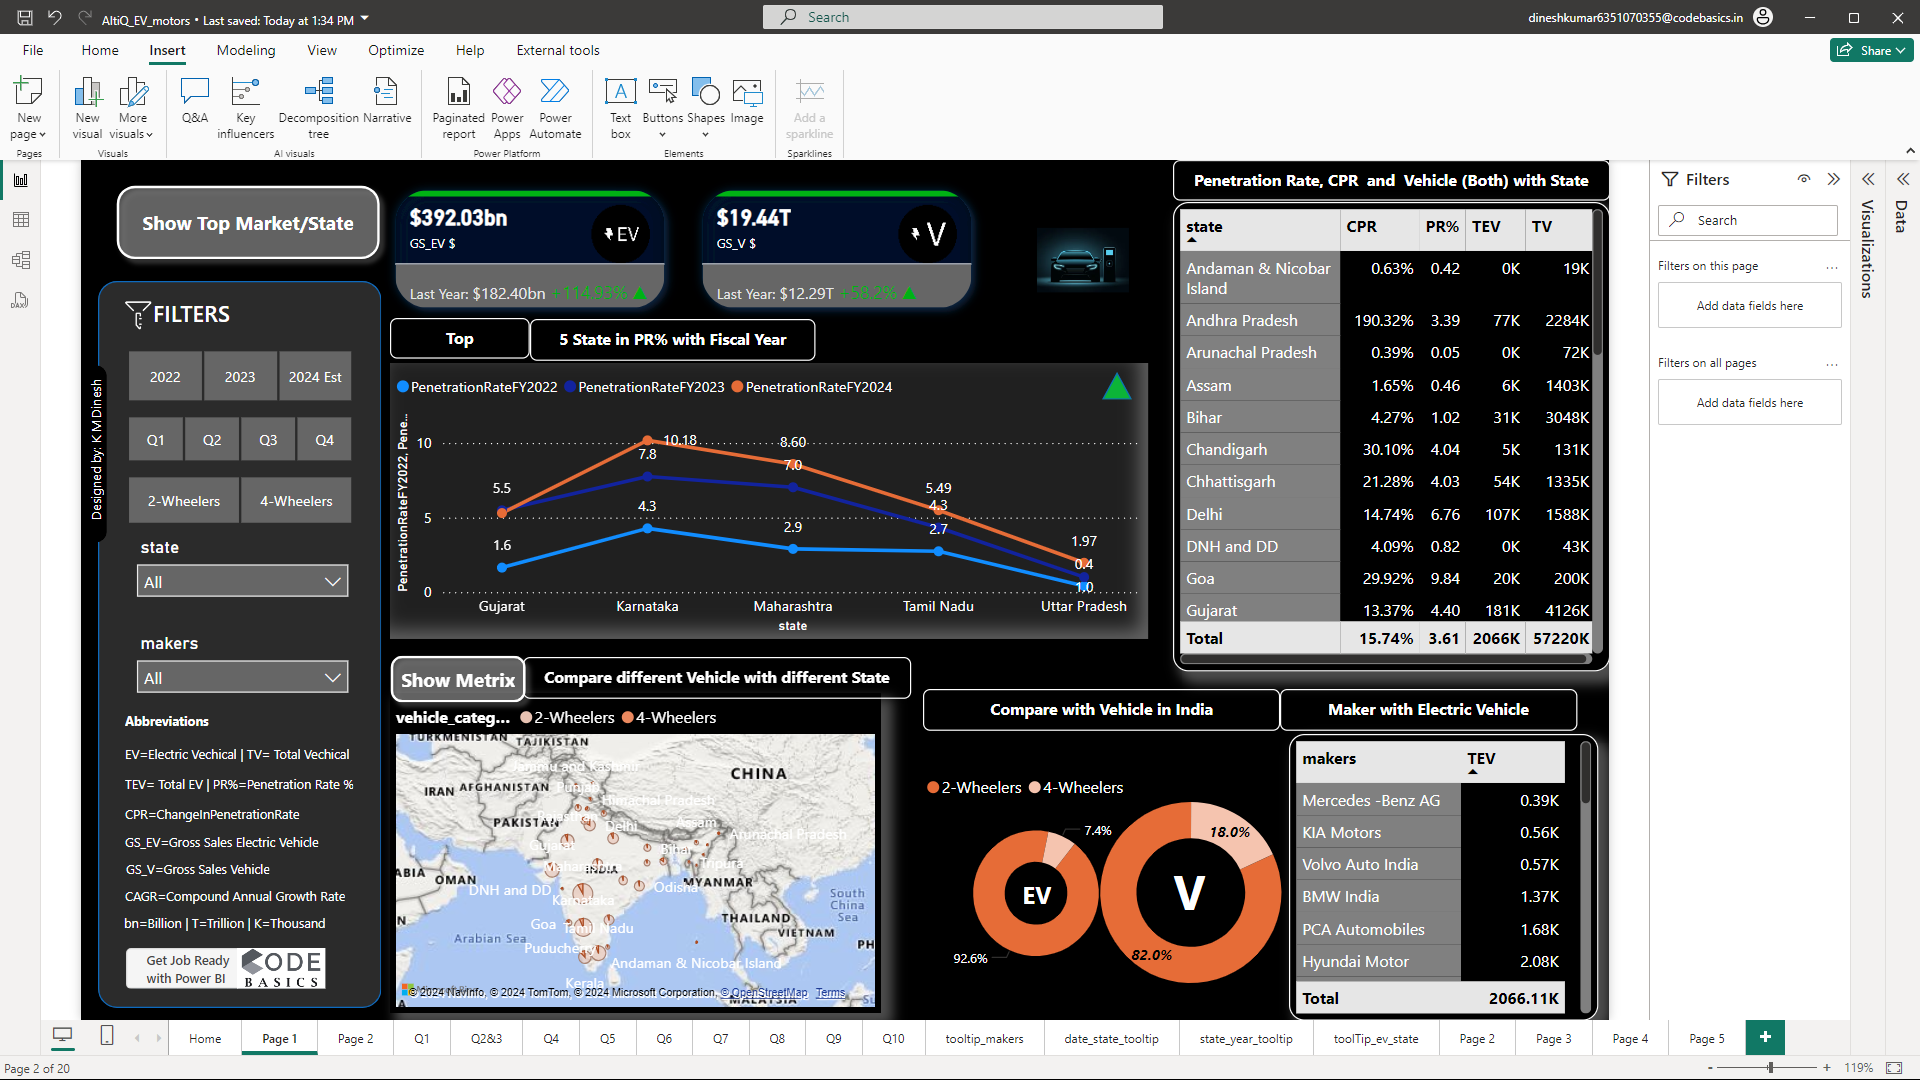 AltiQ_EV_motors • Last saved: Today at 1:34 PM
Search
dineshkumar6351070355@codebasics.in
File
Home
Insert
Modeling
View
Optimize
Help
External tools
Share
New page
New visual
More visuals
Q&A
Key influencers
Decomposition tree
Narrative
Paginated report
Power Apps
Power Automate
Text box
Buttons
Shapes
Image
Add a sparkline
Pages
Visuals
AI visuals
Power Platform
Elements
Sparklines
Show Top Market/State
$392.03bn
GS_EV $
EV
Last Year: $182.40bn +114.93%
$19.44T
GS_V $
V
Last Year: $12.29T +58.2%
Designed by: K M Dinesh
FILTERS
2022
2023
2024 Est
Q1
Q2
Q3
Q4
2-Wheelers
4-Wheelers
state
All
makers
All
Abbreviations
EV=Electric Vechical | TV= Total Vechical
TEV= Total EV | PR%=Penetration Rate %
CPR=ChangeInPenetrationRate
GS_EV=Gross Sales Electric Vehicle
GS_V=Gross Sales Vehicle
CAGR=Compound Annual Growth Rate
bn=Billion | T=Trillion | K=Thousand
Get Job Ready
with Power BI
CODE
BASICS
Top
5 State in PR% with Fiscal Year
PenetrationRateFY2022
PenetrationRateFY2023
PenetrationRateFY2024
PenetrationRateFY2022, Pene...
10
5
0
5.5
1.6
10.18
7.8
4.3
8.60
7.0
2.9
5.49
4.3
2.7
1.97
0.4
1.0
Gujarat
Karnataka
Maharashtra
Tamil Nadu
Uttar Pradesh
state
Show Metrix
Compare different Vehicle with different State
vehicle_categ...
2-Wheelers
4-Wheelers
TURKMENISTAN
TAJIKISTAN
Jammu and Kashmir
CHINA
IRAN
AFGHANISTAN
Punjab
Himachal Pradesh
PAKISTAN
Rajasthan
Delhi
Assam
Arunachal Pradesh
Gujarat
Bihar
Maharashtra
INDIA
Tripura
OMAN
DNH and DD
Odisha
MYANMAR
Karnataka
South
China
Sea
Goa
Tamil Nadu
THAILAND
VIETNAM
Arabian Sea
Puducherry
PH
Andaman & Nicobar Island
Kerala
© 2024 NavInfo, © 2024 TomTom, © 2024 Microsoft Corporation, © OpenStreetMap Terms
MALAYSIA
Penetration Rate, CPR and Vehicle (Both) with State
state CPR PR% TEV TV
Andaman & Nicobar Island 0.63% 0.42 0K 19K
Andhra Pradesh 190.32% 3.39 77K 2284K
Arunachal Pradesh 0.39% 0.05 0K 72K
Assam 1.65% 0.46 6K 1403K
Bihar 4.27% 1.02 31K 3048K
Chandigarh 30.10% 4.04 5K 131K
Chhattisgarh 21.28% 4.03 54K 1335K
Delhi 14.74% 6.76 107K 1588K
DNH and DD 4.09% 0.82 0K 43K
Goa 29.92% 9.84 20K 200K
Gujarat 13.37% 4.40 181K 4126K
Total 15.74% 3.61 2066K 57220K
Compare with Vehicle in India
2-Wheelers
4-Wheelers
7.4%
EV
92.6%
18.0%
V
82.0%
Maker with Electric Vehicle
makers TEV
Mercedes -Benz AG 0.39K
KIA Motors 0.56K
Volvo Auto India 0.57K
BMW India 1.37K
PCA Automobiles 1.68K
Hyundai Motor 2.08K
Total 2066.11K
Filters
Search
Filters on this page
...
Add data fields here
Filters on all pages
...
Add data fields here
Visualizations
Data
Home
Page 1
Page 2
Q1
Q2&3
Q4
Q5
Q6
Q7
Q8
Q9
Q10
tooltip_makers
date_state_tooltip
state_year_tooltip
toolTip_ev_state
Page 2
Page 3
Page 4
Page 5
Page 2 of 20
119%